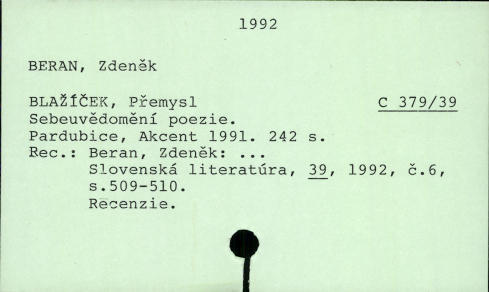 1992
BERAN, Zdeněk
BLAŽÍČEK, Přemysl C 379/39
Sebeuvědomění poezie.
Pardubice, Akcent 1991. 242 s.
Rec.: Beran, Zdeněk: ...
Slovenská literatúra, 39, 1992, č.6,
s.509-510.
Recenzie.